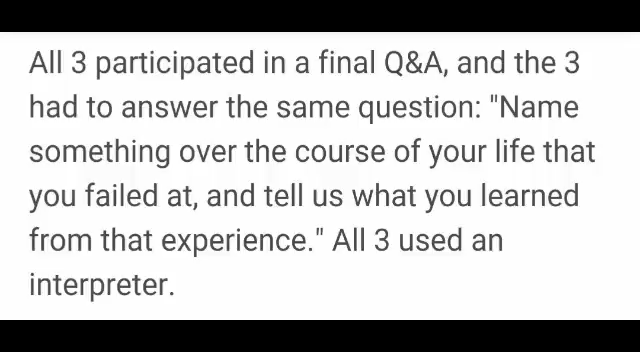 All 3 participated in a final Q&A, and the 3
had to answer the same question: "Name
something over the course of your life that
you failed at, and tell us what you learned
from that experience." All 3 used an
interpreter.